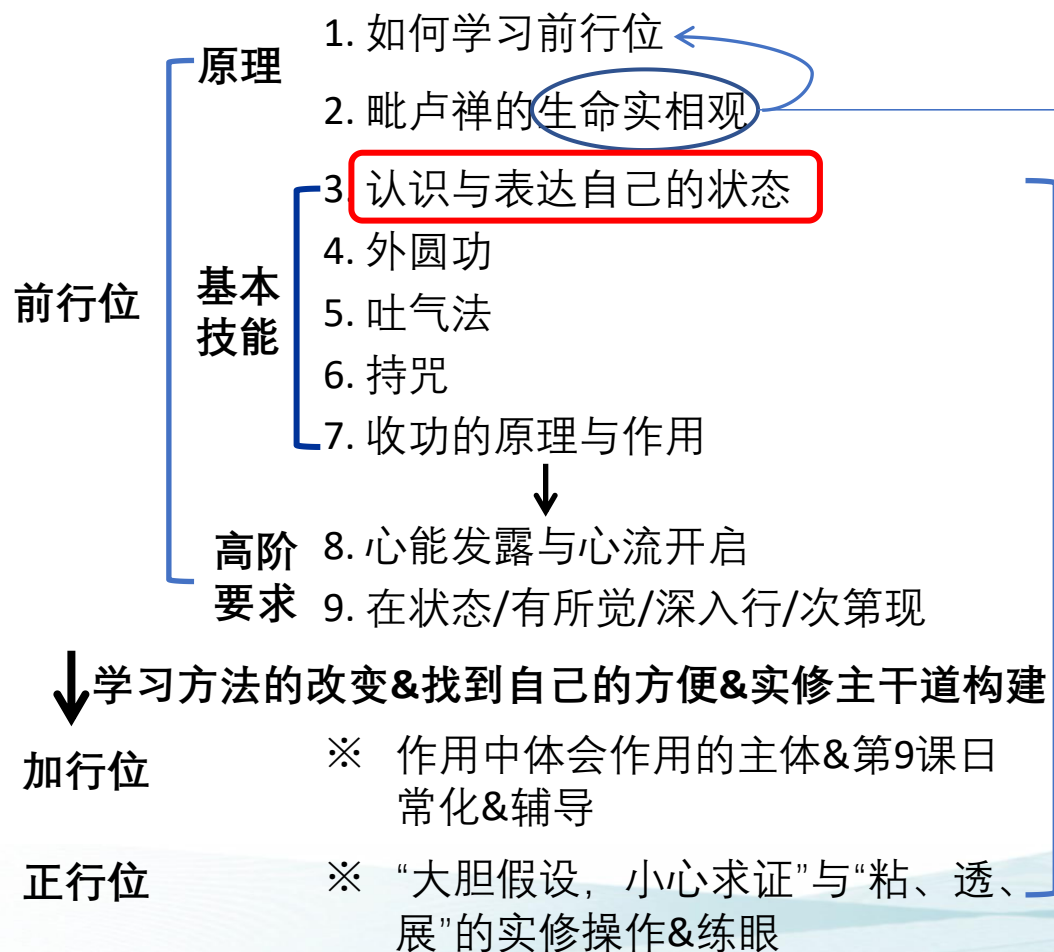 1. 如何学习前行位
原理
2. 毗卢禅的生命实相观
3. 认识与表达自己的状态
4. 外圆功
前行位
基本
技能
5. 吐气法
6. 持咒
7. 收功的原理与作用
高阶
要求
8. 心能发露与心流开启
9. 在状态/有所觉/深入行/次第现
学习方法的改变&找到自己的方便&实修主干道构建
加行位
※ 作用中体会作用的主体&第9课日
常化&辅导
正行位
※ “大胆假设，小心求证”与“粘、透、
展”的实修操作&练眼